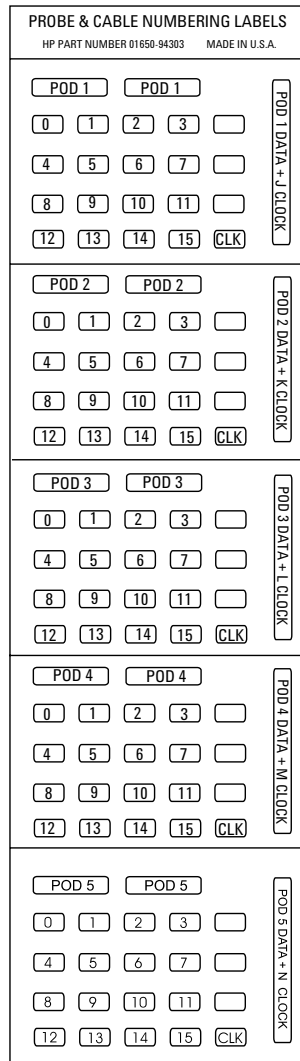 PROBE & CABLE NUMBERING LABELS
HP PART NUMBER 01650-94303 MADE IN U.S.A.
POD 1 POD 1
0 1 2 3
4 5 6 7
8 9 10 11
12 13 14 15 CLK
POD 1 DATA + J CLOCK
POD 2 POD 2
0 1 2 3
4 5 6 7
8 9 10 11
12 13 14 15 CLK
POD 2 DATA + K CLOCK
POD 3 POD 3
0 1 2 3
4 5 6 7
8 9 10 11
12 13 14 15 CLK
POD 3 DATA + L CLOCK
POD 4 POD 4
0 1 2 3
4 5 6 7
8 9 10 11
12 13 14 15 CLK
POD 4 DATA + M CLOCK
POD 5 POD 5
0 1 2 3
4 5 6 7
8 9 10 11
12 13 14 15 CLK
POD 5 DATA + N CLOCK